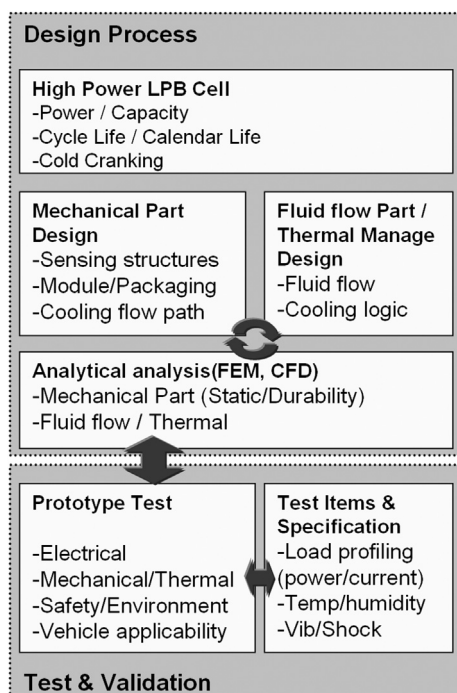 Design Process
High Power LPB Cell
-Power / Capacity
-Cycle Life / Calendar Life
-Cold Cranking
Mechanical Part
Design
-Sensing structures
-Module/Packaging
-Cooling flow path
Fluid flow Part /
Thermal Manage
Design
-Fluid flow
-Cooling logic
Analytical analysis(FEM, CFD)
-Mechanical Part (Static/Durability)
-Fluid flow / Thermal
Prototype Test
-Electrical
-Mechanical/Thermal
-Safety/Environment
-Vehicle applicability
Test Items &
Specification
-Load profiling
(power/current)
-Temp/humidity
-Vib/Shock
Test & Validation